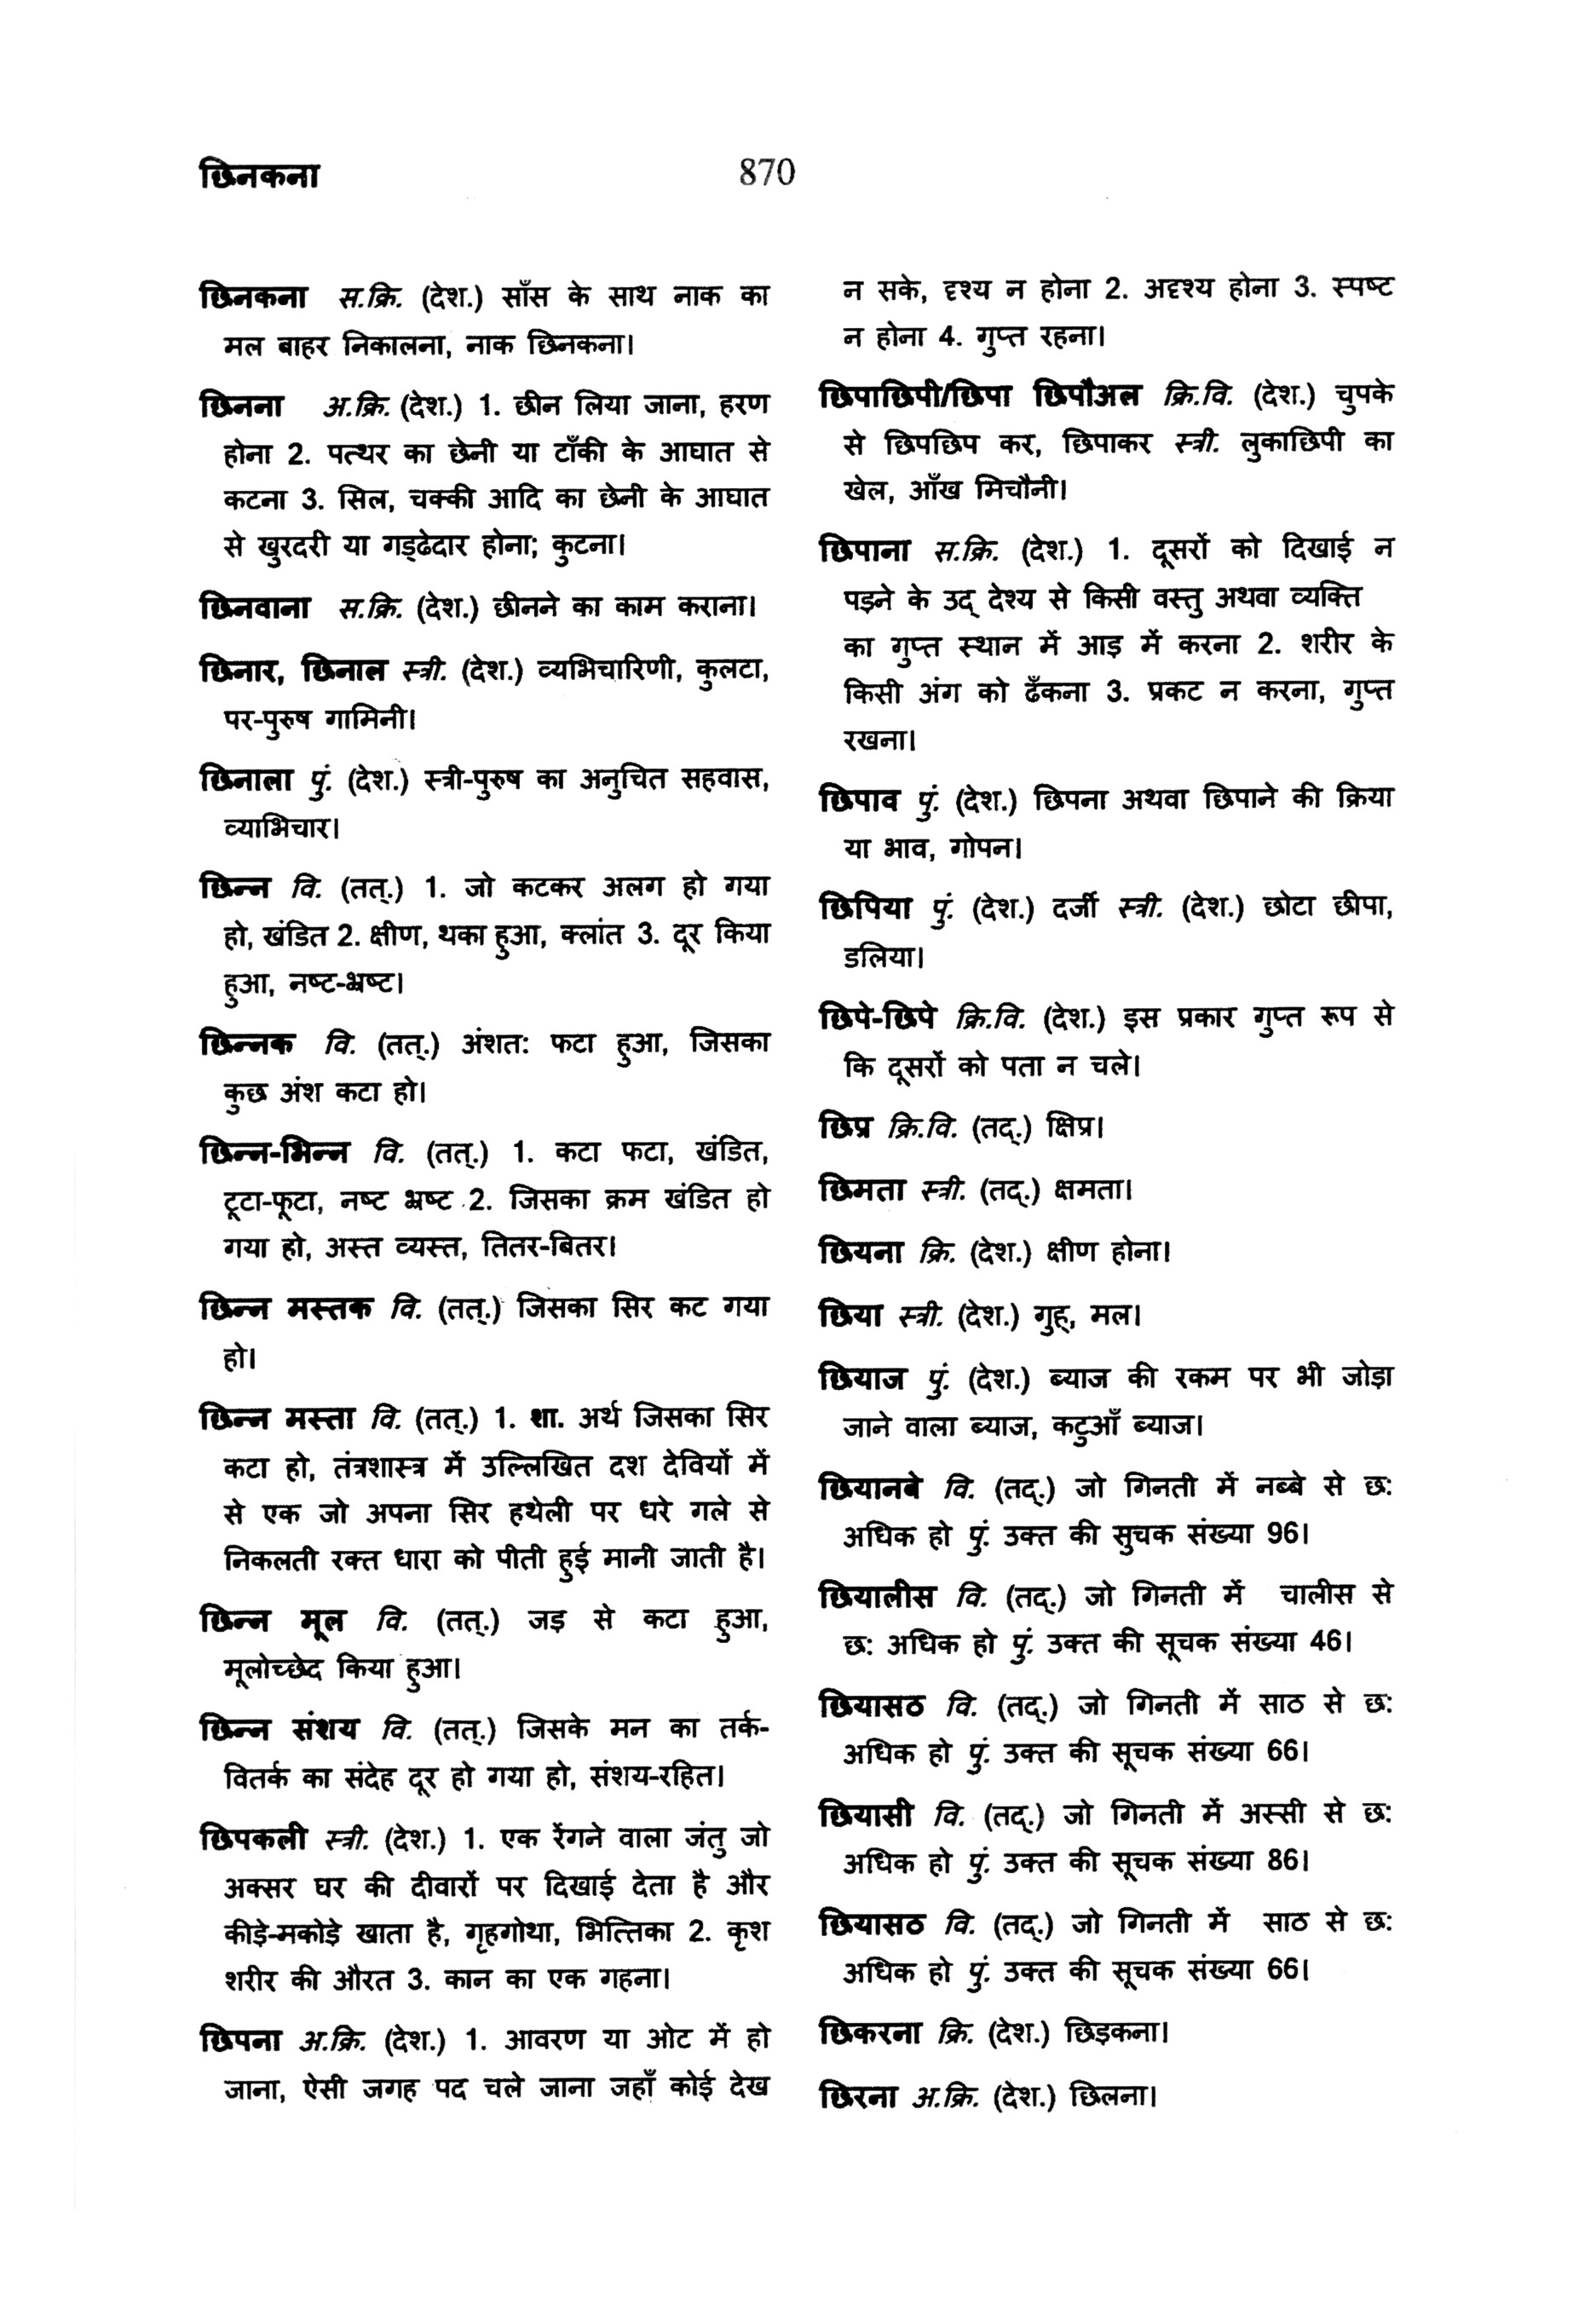 छिनकना
870
छिनकना स.क्रि. (देश.) साँस के साथ नाक का
मल बाहर निकालना, नाक छिनकना।
छिनना अ.क्रि. (देश.) 1. छीन लिया जाना, हरण
होना 2. पत्थर का छेनी या टाँकी के आघात से
कटना 3. सिल, चक्की आदि का छेनी के आघात
से खुरदरी या गड्ढेदार होना; कुटना।
छिनवाना स.क्रि. (देश.) छीनने का काम कराना।
छिनार, छिनाल स्त्री. (देश.) व्यभिचारिणी, कुलटा,
पर-पुरुष गामिनी।
छिनाला पुं. (देश.) स्त्री-पुरुष का अनुचित सहवास,
व्याभिचार।
छिन्न वि. (तत्.) 1. जो कटकर अलग हो गया
हो, खंडित 2. क्षीण, थका हुआ, क्लांत 3. दूर किया
हुआ, नष्ट-भ्रष्ट।
छिन्नक वि. (तत्.) अंशत: फटा हुआ, जिसका
कुछ अंश कटा हो।
छिन्न-भिन्न वि. (तत्.) 1. कटा फटा, खंडित,
टूटा-फूटा, नष्ट भ्रष्ट 2. जिसका क्रम खंडित हो
गया हो, अस्त व्यस्त, तितर-बितर।
छिन्न मस्तक वि. (तत्.) जिसका सिर कट गया
हो।
छिन्न मस्ता वि. (तत्.) 1. शा. अर्थ जिसका सिर
कटा हो, तंत्रशास्त्र में उल्लिखित दश देवियों में
से एक जो अपना सिर हथेली पर धरे गले से
निकलती रक्त धारा को पीती हुई मानी जाती है।
छिन्न मूल वि. (तत्.) जड़ से कटा हुआ,
मूलोच्छेद किया हुआ।
छिन्न संशय वि. (तत्.) जिसके मन का तर्क-
वितर्क का संदेह दूर हो गया हो, संशय-रहित।
छिपकली स्त्री. (देश.) 1. एक रेंगने वाला जंतु जो
अक्सर घर की दीवारों पर दिखाई देता है और
कीड़े-मकोड़े खाता है, गृहगोथा, भित्तिका 2. कृश
शरीर की औरत 3. कान का एक गहना।
छिपना अ.क्रि. (देश.) 1. आवरण या ओट में हो
जाना, ऐसी जगह पद चले जाना जहाँ कोई देख
न सके, दृश्य न होना 2. अदृश्य होना 3. स्पष्ट
न होना 4. गुप्त रहना।
छिपाछिपी/छिपा छिपौअल क्रि.वि. (देश.) चुपके
से छिपछिप कर, छिपाकर स्त्री. लुकाछिपी का
खेल, आँख मिचौनी।
छिपाना स.क्रि. (देश.) 1. दूसरों को दिखाई न
पड़ने के उद् देश्य से किसी वस्तु अथवा व्यक्ति
का गुप्त स्थान में आड़ में करना 2. शरीर के
किसी अंग को ढँकना 3. प्रकट न करना, गुप्त
रखना।
छिपाव पुं. (देश.) छिपना अथवा छिपाने की क्रिया
या भाव, गोपन।
छिपिया पुं. (देश.) दर्जी स्त्री. (देश.) छोटा छीपा,
डलिया।
छिपे-छिपे क्रि.वि. (देश.) इस प्रकार गुप्त रूप से
कि दूसरों को पता न चले।
छिप्र क्रि.वि. (तद्.) क्षिप्र।
छिमता स्त्री. (तद्.) क्षमता।
छियना क्रि. (देश.) क्षीण होना।
छिया स्त्री. (देश.) गुह्, मल।
छियाज पुं. (देश.) ब्याज की रकम पर भी जोड़ा
जाने वाला ब्याज, कटुआँ ब्याज।
छियानबे वि. (तद्.) जो गिनती में नब्बे से छ:
अधिक हो पुं. उक्त की सुचक संख्या 96।
छियालीस वि. (तद्.) जो गिनती में चालीस से
छ: अधिक हो पुं. उक्त की सूचक संख्या 46।
छियासठ वि. (तद्.) जो गिनती में साठ से छ:
अधिक हो पुं. उक्त की सूचक संख्या 66।
छियासी वि. (तद्.) जो गिनती में अस्सी से छ:
अधिक हो पुं. उक्त की सूचक संख्या 86।
छियासठ वि. (तद्.) जो गिनती में साठ से छ:
अधिक हो पुं. उक्त की सूचक संख्या 66।
छिकरना क्रि. (देश.) छिड़कना।
छिरना अ.क्रि. (देश.) छिलना।